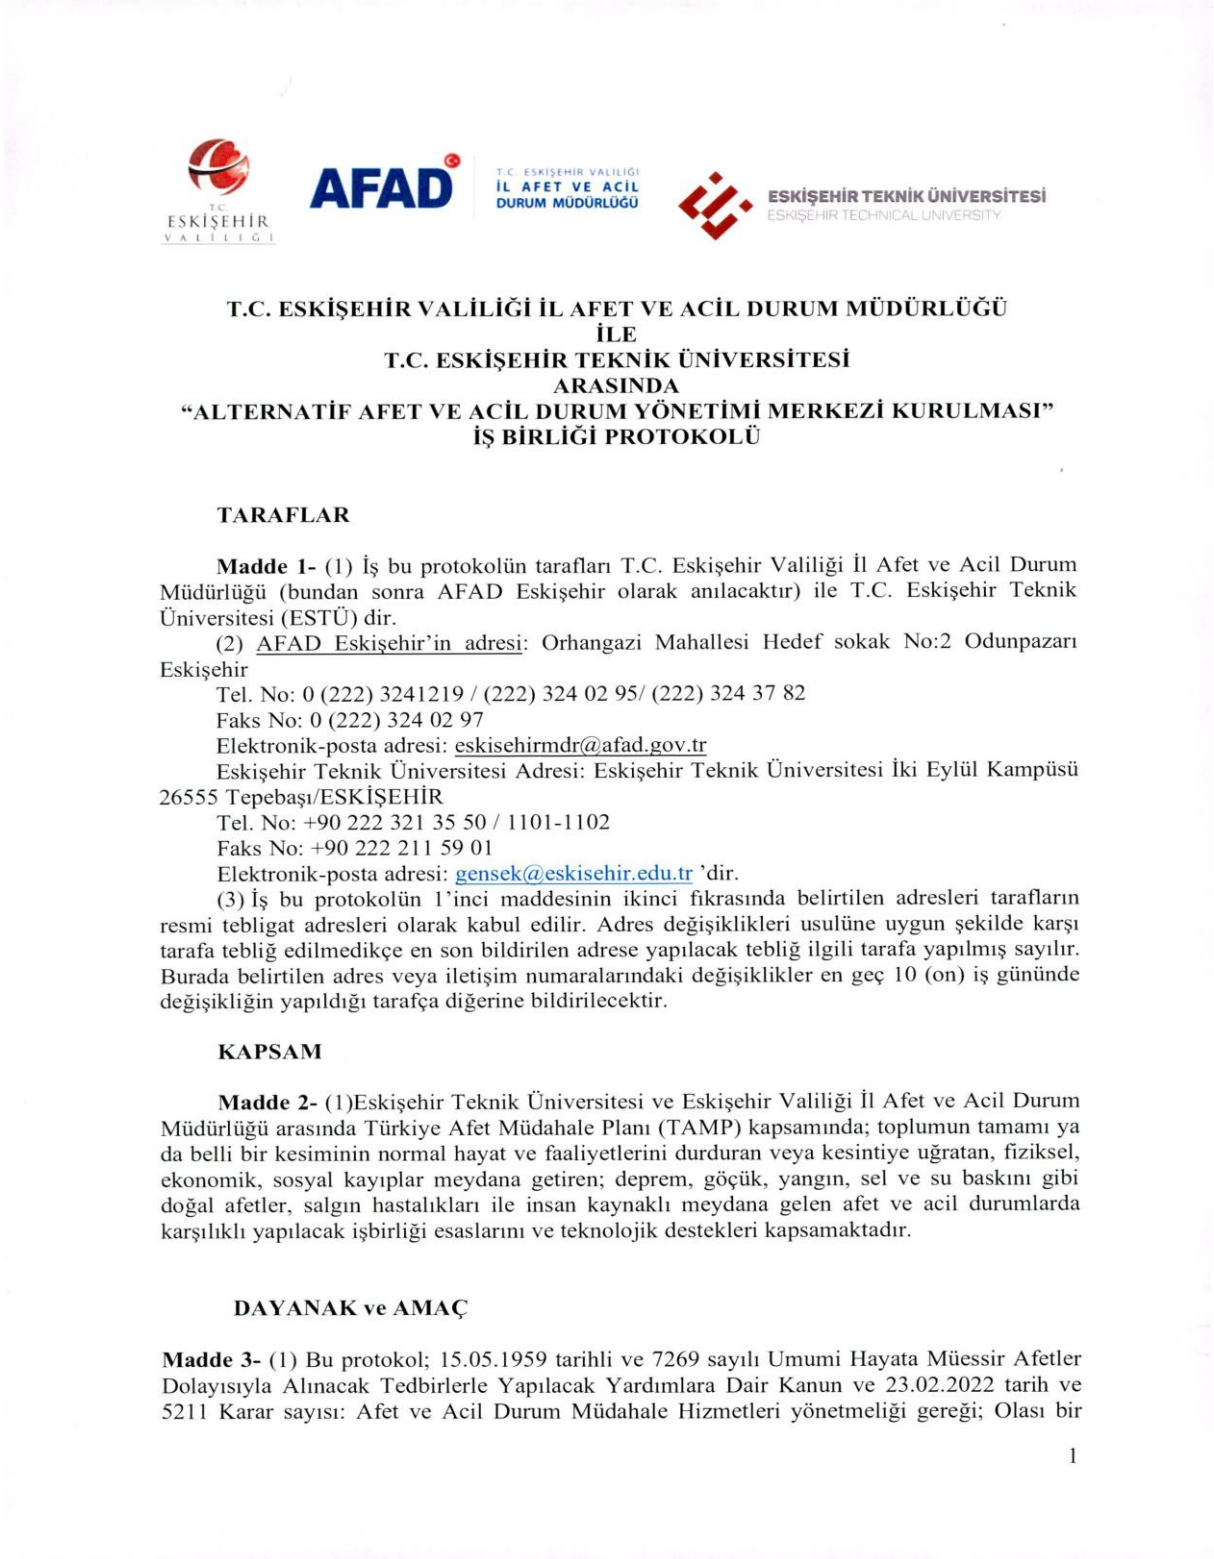 T.C.
ESKİŞEHİR
VALİLİĞİ
AFAD
T.C. ESKİŞEHİR VALİLİĞİ
İL AFET VE ACİL
DURUM MÜDÜRLÜĞÜ
ESKİŞEHİR TEKNİK ÜNİVERSİTESİ
ESKIŞEHIR TECHNICAL UNIVERSITY
T.C. ESKİŞEHİR VALİLİĞİ İL AFET VE ACİL DURUM MÜDÜRLÜĞÜ
İLE
T.C. ESKİŞEHİR TEKNİK ÜNİVERSİTESİ
ARASINDA
“ALTERNATİF AFET VE ACİL DURUM YÖNETİMİ MERKEZİ KURULMASI”
İŞ BİRLİĞİ PROTOKOLÜ
TARAFLAR
Madde 1- (1) İş bu protokolün tarafları T.C. Eskişehir Valiliği İl Afet ve Acil Durum
Müdürlüğü (bundan sonra AFAD Eskişehir olarak anılacaktır) ile T.C. Eskişehir Teknik
Üniversitesi (ESTÜ) dir.
(2) AFAD Eskişehir’in adresi: Orhangazi Mahallesi Hedef sokak No:2 Odunpazarı
Eskişehir
Tel. No: 0 (222) 3241219 / (222) 324 02 95/ (222) 324 37 82
Faks No: 0 (222) 324 02 97
Elektronik-posta adresi: eskisehirmdr@afad.gov.tr
Eskişehir Teknik Üniversitesi Adresi: Eskişehir Teknik Üniversitesi İki Eylül Kampüsü
26555 Tepebaşı/ESKİŞEHİR
Tel. No: +90 222 321 35 50 / 1101-1102
Faks No: +90 222 211 59 01
Elektronik-posta adresi: gensek@eskisehir.edu.tr ’dir.
(3) İş bu protokolün 1’inci maddesinin ikinci fıkrasında belirtilen adresleri tarafların
resmi tebligat adresleri olarak kabul edilir. Adres değişiklikleri usulüne uygun şekilde karşı
tarafa tebliğ edilmedikçe en son bildirilen adrese yapılacak tebliğ ilgili tarafa yapılmış sayılır.
Burada belirtilen adres veya iletişim numaralarındaki değişiklikler en geç 10 (on) iş gününde
değişikliğin yapıldığı tarafça diğerine bildirilecektir.
KAPSAM
Madde 2- (1)Eskişehir Teknik Üniversitesi ve Eskişehir Valiliği İl Afet ve Acil Durum
Müdürlüğü arasında Türkiye Afet Müdahale Planı (TAMP) kapsamında; toplumun tamamı ya
da belli bir kesiminin normal hayat ve faaliyetlerini durduran veya kesintiye uğratan, fiziksel,
ekonomik, sosyal kayıplar meydana getiren; deprem, göçük, yangın, sel ve su baskını gibi
doğal afetler, salgın hastalıkları ile insan kaynaklı meydana gelen afet ve acil durumlarda
karşılıklı yapılacak işbirliği esaslarını ve teknolojik destekleri kapsamaktadır.
DAYANAK ve AMAÇ
Madde 3- (1) Bu protokol; 15.05.1959 tarihli ve 7269 sayılı Umumi Hayata Müessir Afetler
Dolayısıyla Alınacak Tedbirlerle Yapılacak Yardımlara Dair Kanun ve 23.02.2022 tarih ve
5211 Karar sayısı: Afet ve Acil Durum Müdahale Hizmetleri yönetmeliği gereği; Olası bir
1